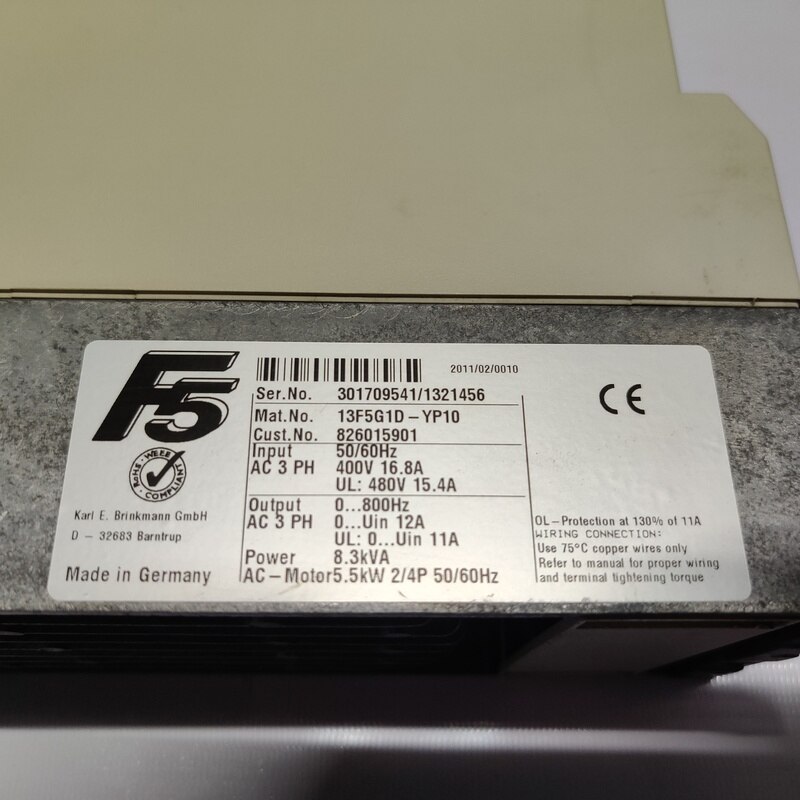 F5
RoHS · WEEE
COMPLIANT
Karl E. Brinkmann GmbH
D - 32683 Barntrup
Made in Germany
2011/02/0010
Ser.No. 301709541/1321456
Mat.No. 13F5G1D-YP10
Cust.No. 826015901
Input 50/60Hz
AC 3 PH 400V 16.8A
UL: 480V 15.4A
Output 0...800Hz
AC 3 PH 0...Uin 12A
UL: 0...Uin 11A
Power 8.3kVA
AC-Motor5.5kW 2/4P 50/60Hz
CE
OL-Protection at 130% of 11A
WIRING CONNECTION:
Use 75°C copper wires only
Refer to manual for proper wiring
and terminal tightening torque